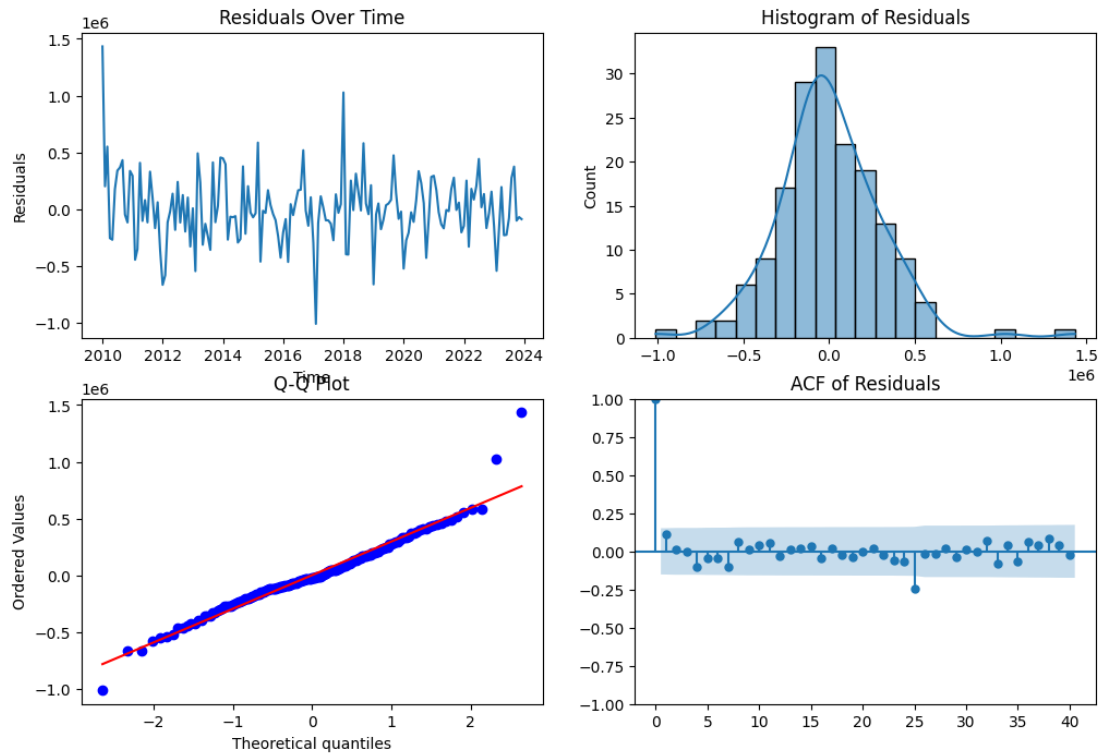 Residuals Over Time
1e6
1.5
1.0
0.5
0.0
−0.5
−1.0
Residuals
2010 2012 2014 2016 2018 2020 2022 2024
Time
Histogram of Residuals
30
25
20
15
10
5
0
Count
−1.0 −0.5 0.0 0.5 1.0 1.5
1e6
Q-Q Plot
1e6
1.5
1.0
0.5
0.0
−0.5
−1.0
Ordered Values
−2 −1 0 1 2
Theoretical quantiles
ACF of Residuals
1.00
0.75
0.50
0.25
0.00
−0.25
−0.50
−0.75
−1.00
0 5 10 15 20 25 30 35 40